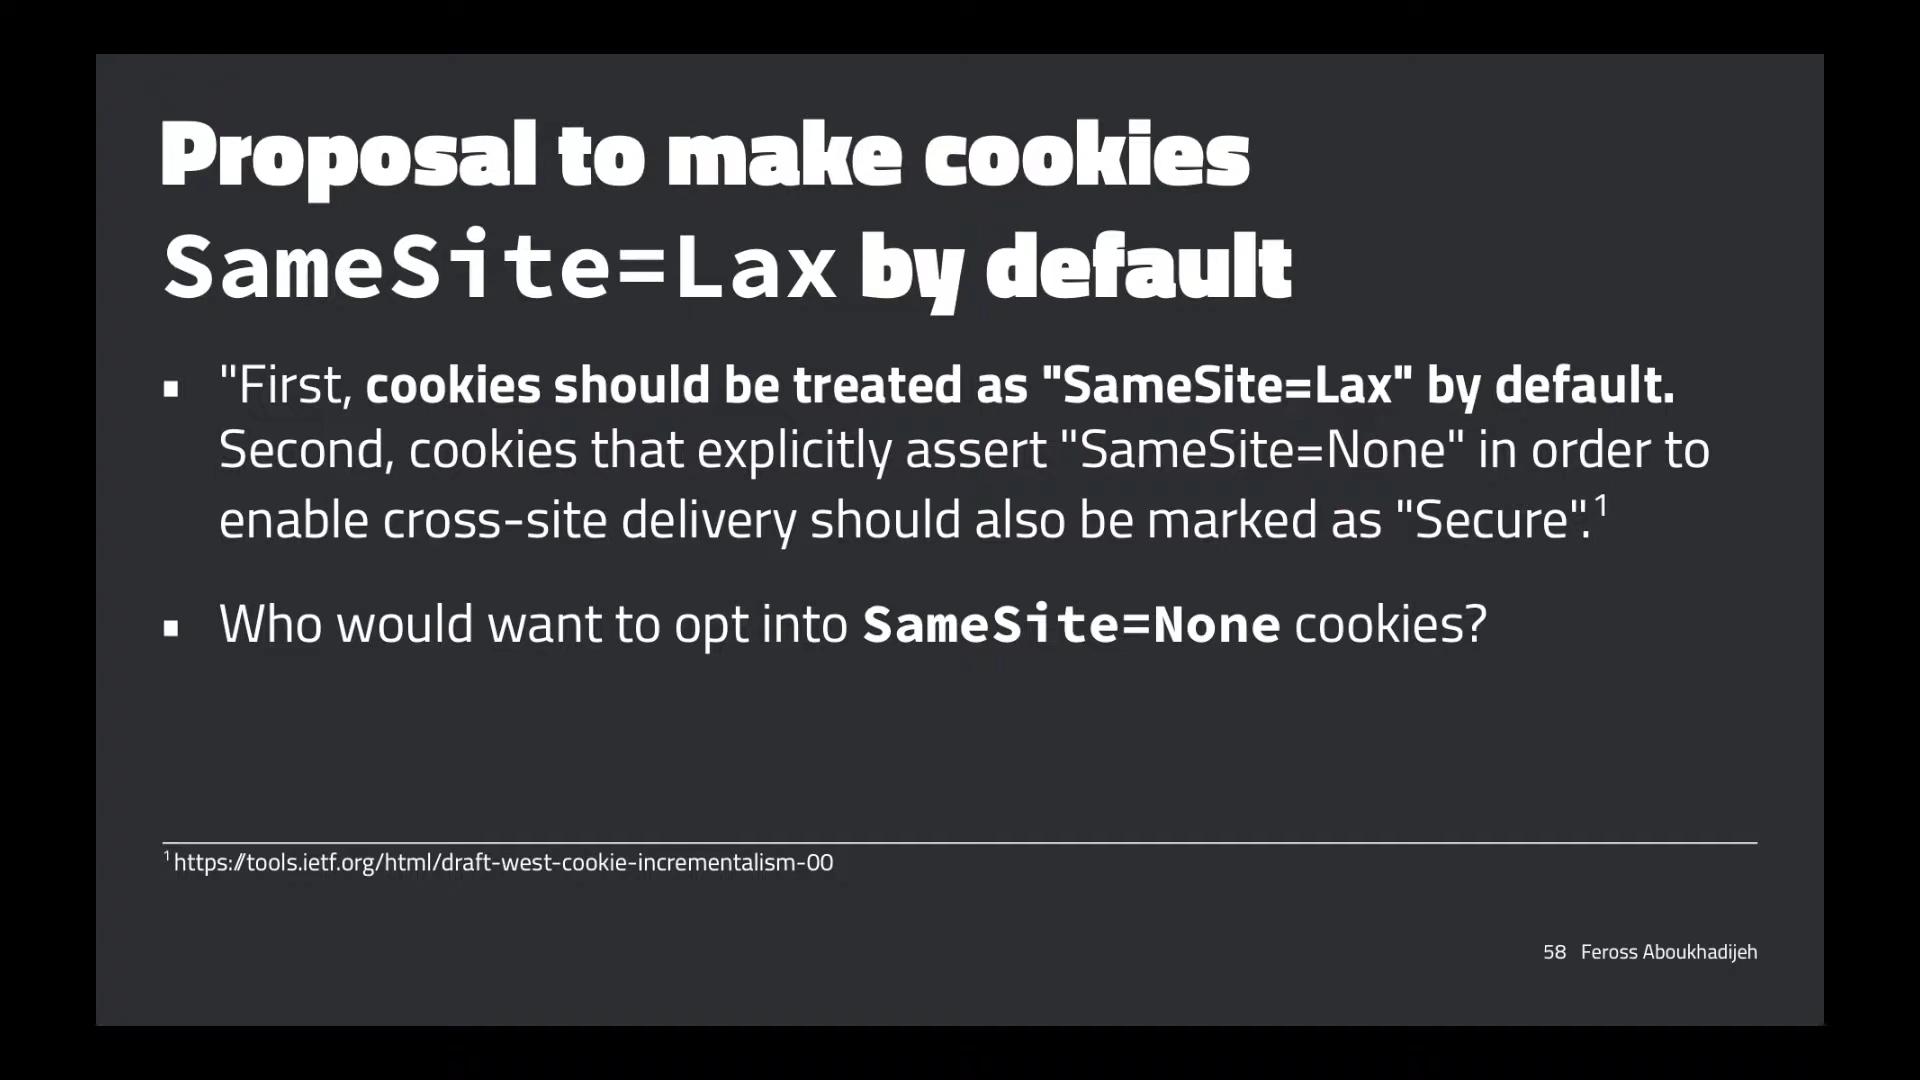 Proposal to make cookies
SameSite=Lax by default
▪ "First, cookies should be treated as "SameSite=Lax" by default.
Second, cookies that explicitly assert "SameSite=None" in order to
enable cross-site delivery should also be marked as "Secure".¹
▪ Who would want to opt into SameSite=None cookies?
¹ https://tools.ietf.org/html/draft-west-cookie-incrementalism-00
58 Feross Aboukhadijeh